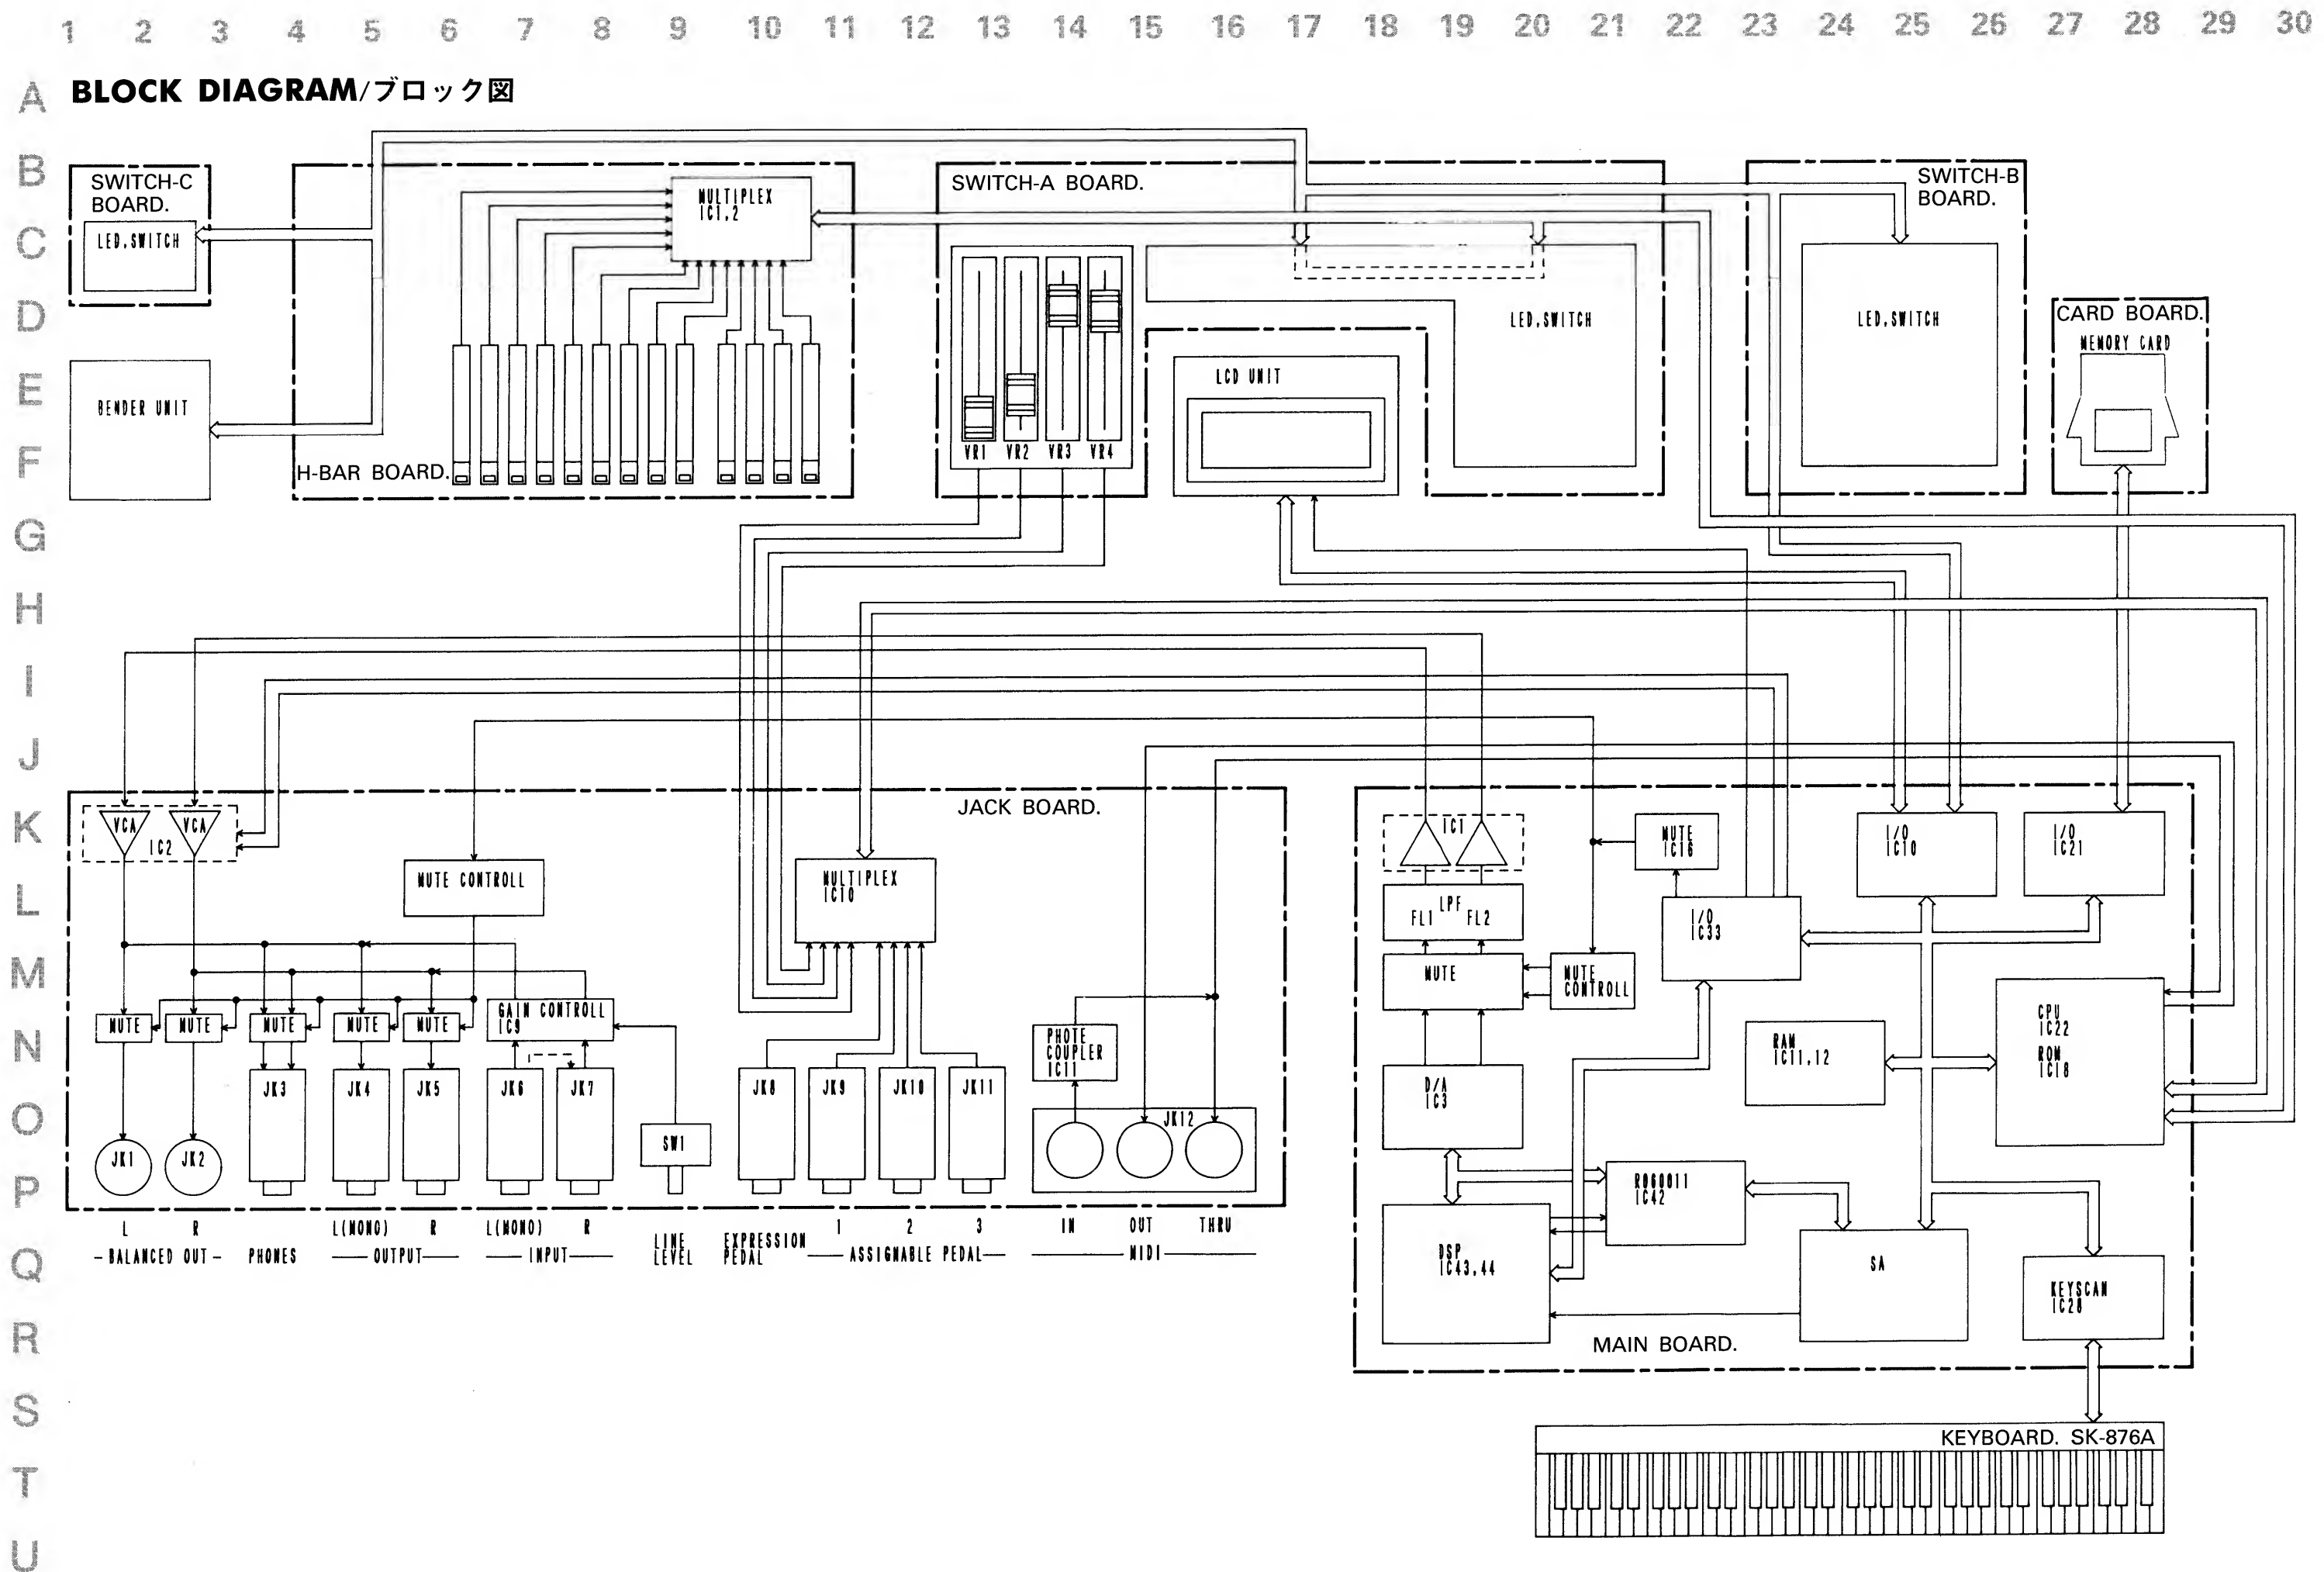 1 2 3 4 5 6 7 8 9 10 11 12 13 14 15 16 17 18 19 20 21 22 23 24 25 26 27 28 29 30
A
B
C
D
E
F
G
H
I
J
K
L
M
N
O
P
Q
R
S
T
U
BLOCK DIAGRAM/ブロック図
SWITCH-C
BOARD.
LED,SWITCH
BENDER UNIT
H-BAR BOARD.
MULTIPLEX
IC1,2
SWITCH-A BOARD.
VR1 VR2 VR3 VR4
LCD UNIT
LED,SWITCH
SWITCH-B
BOARD.
LED,SWITCH
CARD BOARD.
MEMORY CARD
JACK BOARD.
VCA VCA
IC2
MUTE CONTROLL
MULTIPLEX
IC10
MUTE MUTE MUTE MUTE MUTE
GAIN CONTROLL
IC9
PHOTE
COUPLER
IC11
JK1 JK2 JK3 JK4 JK5 JK6 JK7
SW1
JK8 JK9 JK10 JK11
JK12
L R
－BALANCED OUT－
PHONES
L(MONO) R
OUTPUT
L(MONO) R
INPUT
LINE
LEVEL
EXPRESSION
PEDAL
1 2 3
ASSIGNABLE PEDAL
IN OUT THRU
MIDI
IC1
LPF
FL1 FL2
MUTE
MUTE
CONTROLL
MUTE
IC16
I/O
IC33
I/O
IC10
I/O
IC21
D/A
IC3
RAM
IC11,12
CPU
IC22
ROM
IC18
R060011
IC42
DSP
IC43,44
SA
KEYSCAN
IC28
MAIN BOARD.
KEYBOARD. SK-876A